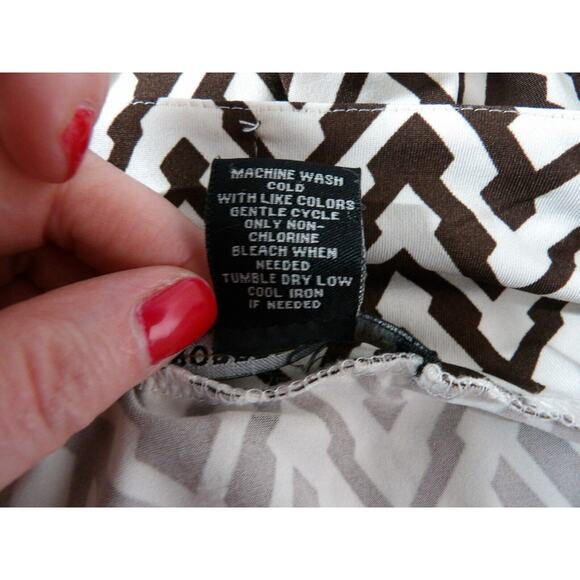 MACHINE WASH
COLD
WITH LIKE COLORS
GENTLE CYCLE
ONLY NON-
CHLORINE
BLEACH WHEN
NEEDED
TUMBLE DRY LOW
COOL IRON
IF NEEDED